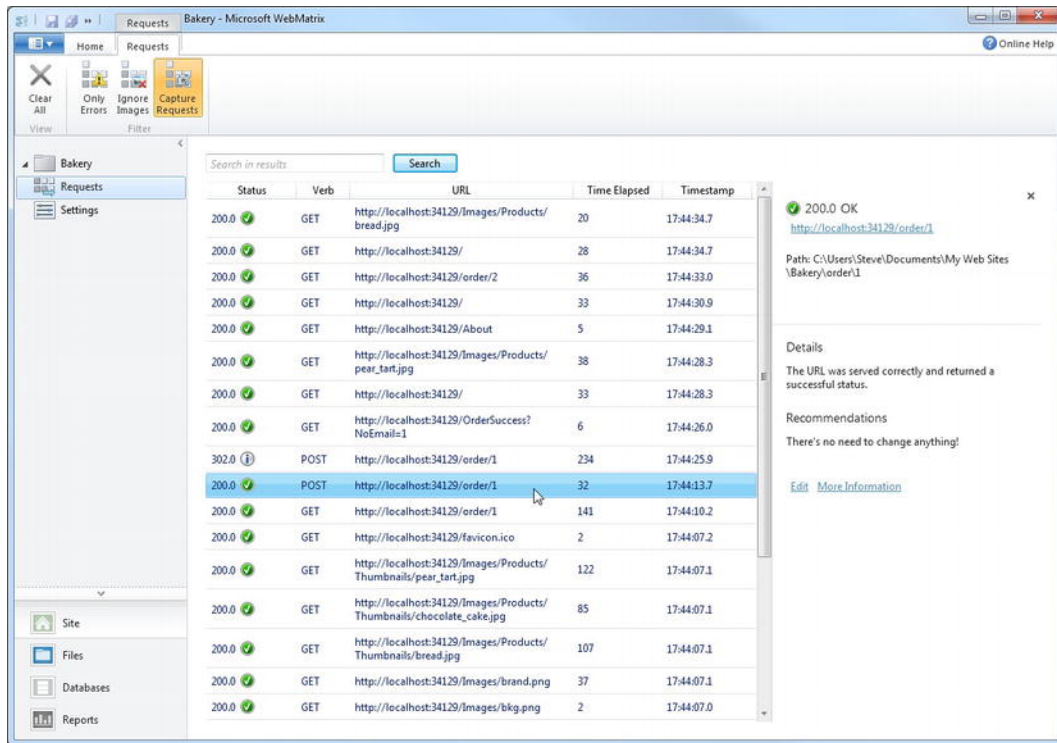 Requests
Bakery - Microsoft WebMatrix
Home
Requests
Online Help
Clear
All
Only
Errors
Ignore
Images
Capture
Requests
View
Filter
Bakery
Requests
Settings
Search in results
Search
Status Verb URL Time Elapsed Timestamp
200.0 GET http://localhost:34129/Images/Products/
bread.jpg 20 17:44:34.7
200.0 GET http://localhost:34129/ 28 17:44:34.7
200.0 GET http://localhost:34129/order/2 36 17:44:33.0
200.0 GET http://localhost:34129/ 33 17:44:30.9
200.0 GET http://localhost:34129/About 5 17:44:29.1
200.0 GET http://localhost:34129/Images/Products/
pear_tart.jpg 38 17:44:28.3
200.0 GET http://localhost:34129/ 33 17:44:28.3
200.0 GET http://localhost:34129/OrderSuccess?
NoEmail=1 6 17:44:26.0
302.0 POST http://localhost:34129/order/1 234 17:44:25.9
200.0 POST http://localhost:34129/order/1 32 17:44:13.7
200.0 GET http://localhost:34129/order/1 141 17:44:10.2
200.0 GET http://localhost:34129/favicon.ico 2 17:44:07.2
200.0 GET http://localhost:34129/Images/Products/
Thumbnails/pear_tart.jpg 122 17:44:07.1
200.0 GET http://localhost:34129/Images/Products/
Thumbnails/chocolate_cake.jpg 85 17:44:07.1
200.0 GET http://localhost:34129/Images/Products/
Thumbnails/bread.jpg 107 17:44:07.1
200.0 GET http://localhost:34129/Images/brand.png 37 17:44:07.1
200.0 GET http://localhost:34129/Images/bkg.png 2 17:44:07.0
200.0 OK
http://localhost:34129/order/1
Path: C:\Users\Steve\Documents\My Web Sites
\Bakery\order\1
Details
The URL was served correctly and returned a
successful status.
Recommendations
There's no need to change anything!
Edit More Information
Site
Files
Databases
Reports